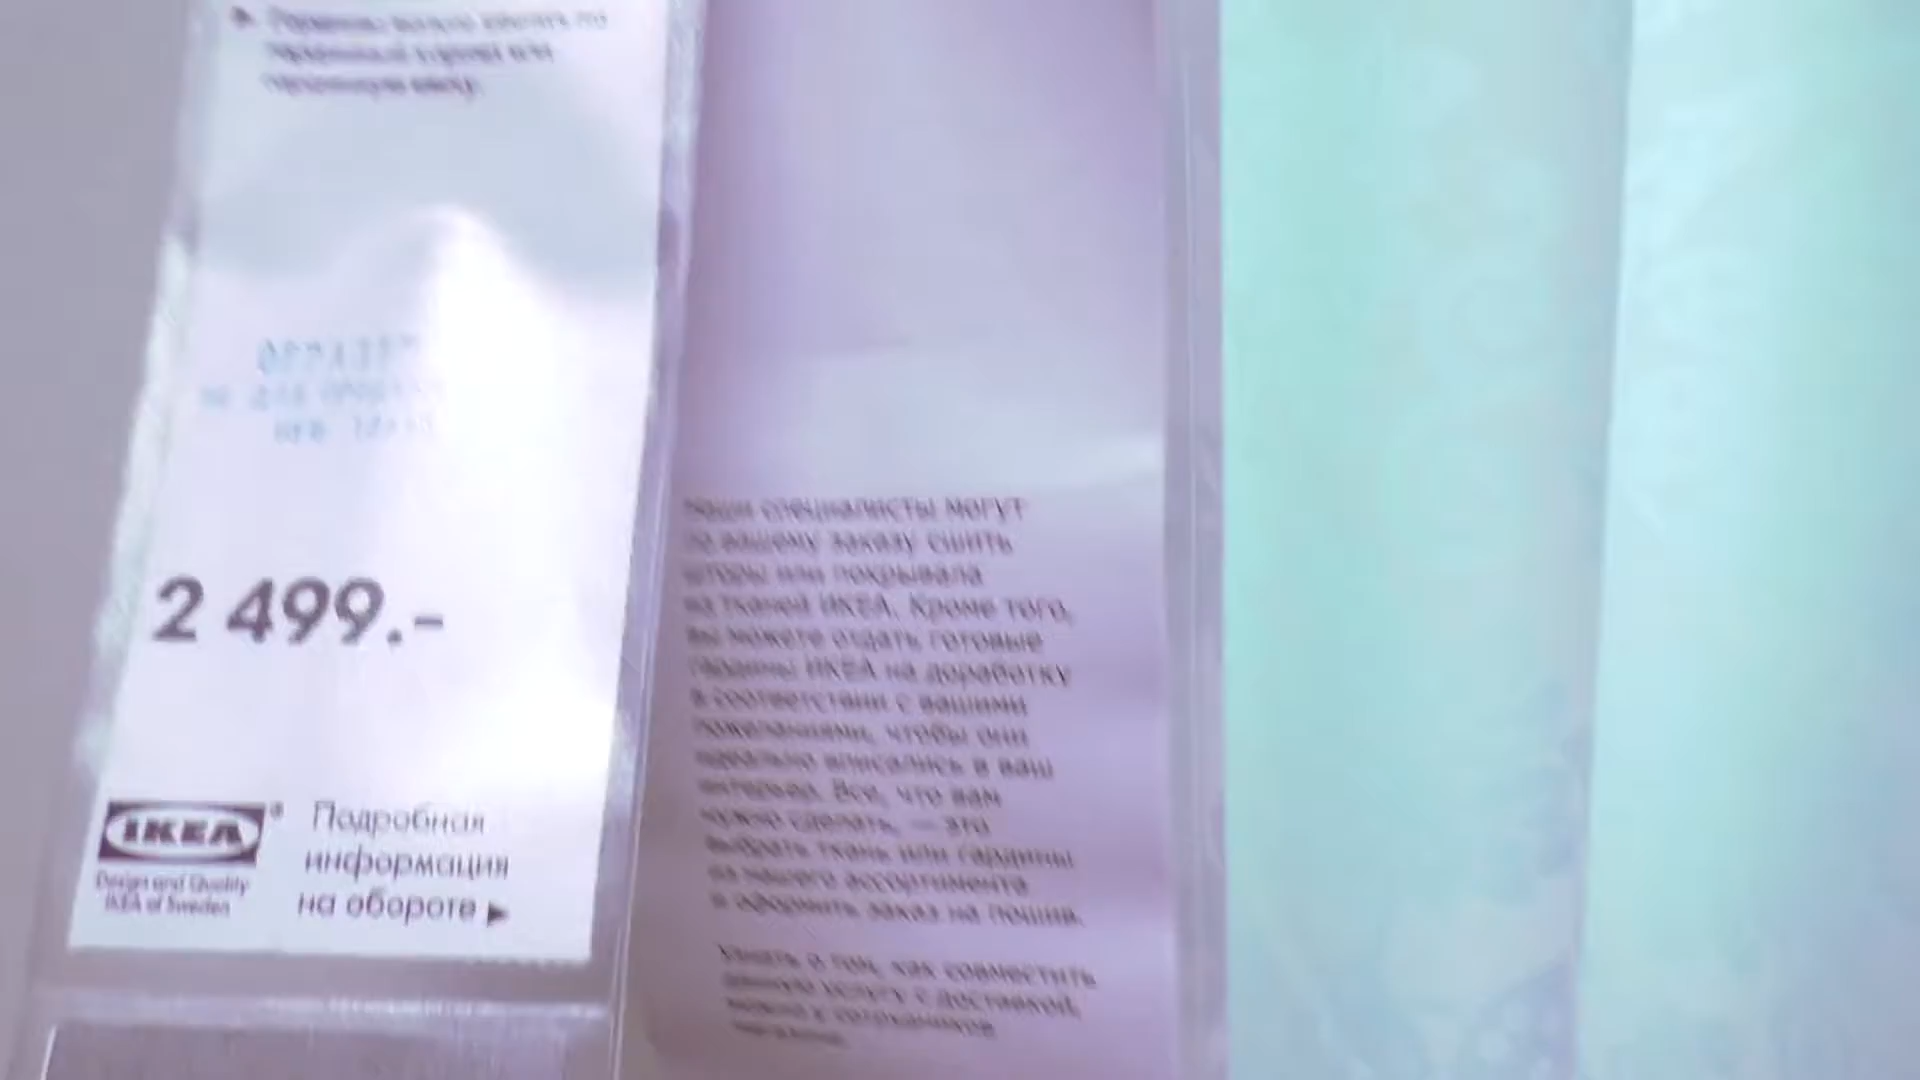 2 499.-
IKEA
®
Design and Quality
IKEA of Sweden
Подробная
информация
на обороте ▶
Наши специалисты могут
по вашему заказу сшить
шторы или покрывала
из тканей ИКЕА. Кроме того,
вы можете отдать готовые
гардины ИКЕА на доработку
в соответствии с вашими
пожеланиями, чтобы они
идеально вписались в ваш
интерьер. Все, что вам
нужно сделать, — это
выбрать ткань или гардины
из нашего ассортимента
и оформить заказ на пошив.
Узнать о том, как совместить
данную услугу с доставкой,
можно у сотрудников
магазина.